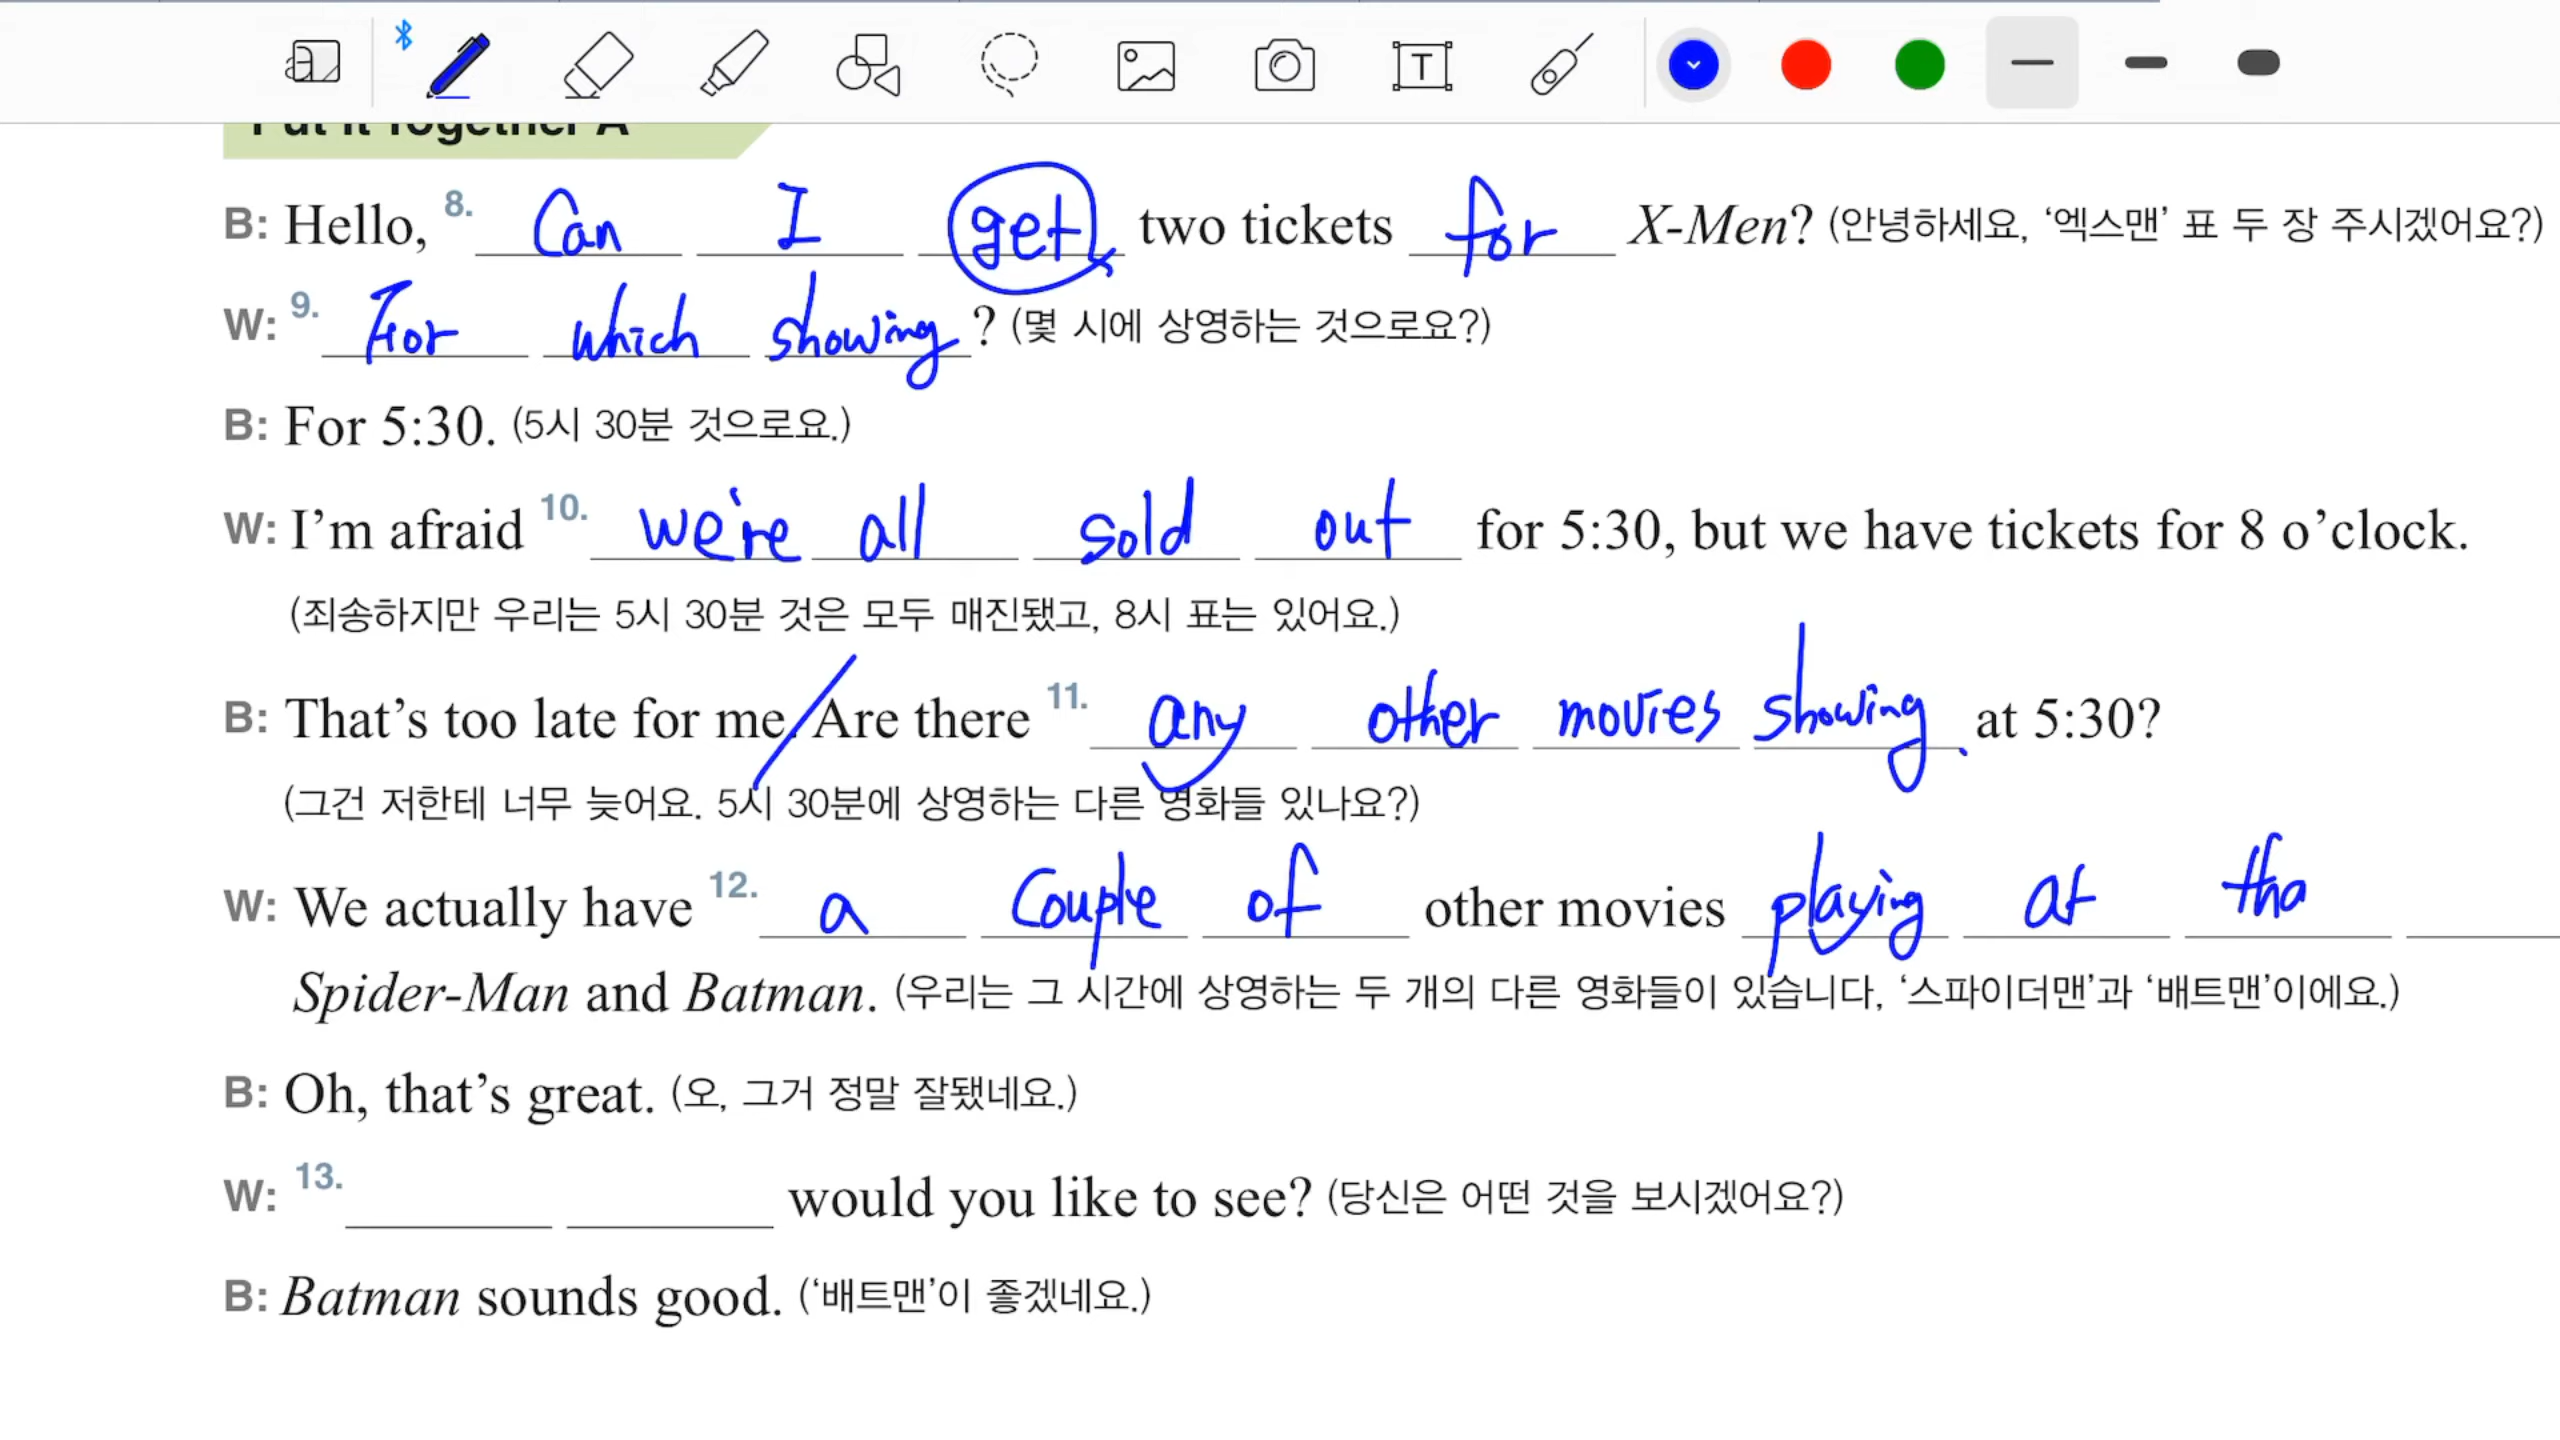 Put It Together A
B: Hello, 8. Can I get two tickets for X-Men? (안녕하세요, ‘엑스맨’ 표 두 장 주시겠어요?)
W: 9. For which showing? (몇 시에 상영하는 것으로요?)
B: For 5:30. (5시 30분 것으로요.)
W: I’m afraid 10. we're all sold out for 5:30, but we have tickets for 8 o’clock.
(죄송하지만 우리는 5시 30분 것은 모두 매진됐고, 8시 표는 있어요.)
B: That’s too late for me. Are there 11. any other movies showing at 5:30?
(그건 저한테 너무 늦어요. 5시 30분에 상영하는 다른 영화들 있나요?)
W: We actually have 12. a couple of other movies playing at tha
Spider-Man and Batman. (우리는 그 시간에 상영하는 두 개의 다른 영화들이 있습니다, ‘스파이더맨’과 ‘배트맨’이에요.)
B: Oh, that’s great. (오, 그거 정말 잘됐네요.)
W: 13. would you like to see? (당신은 어떤 것을 보시겠어요?)
B: Batman sounds good. (‘배트맨’이 좋겠네요.)